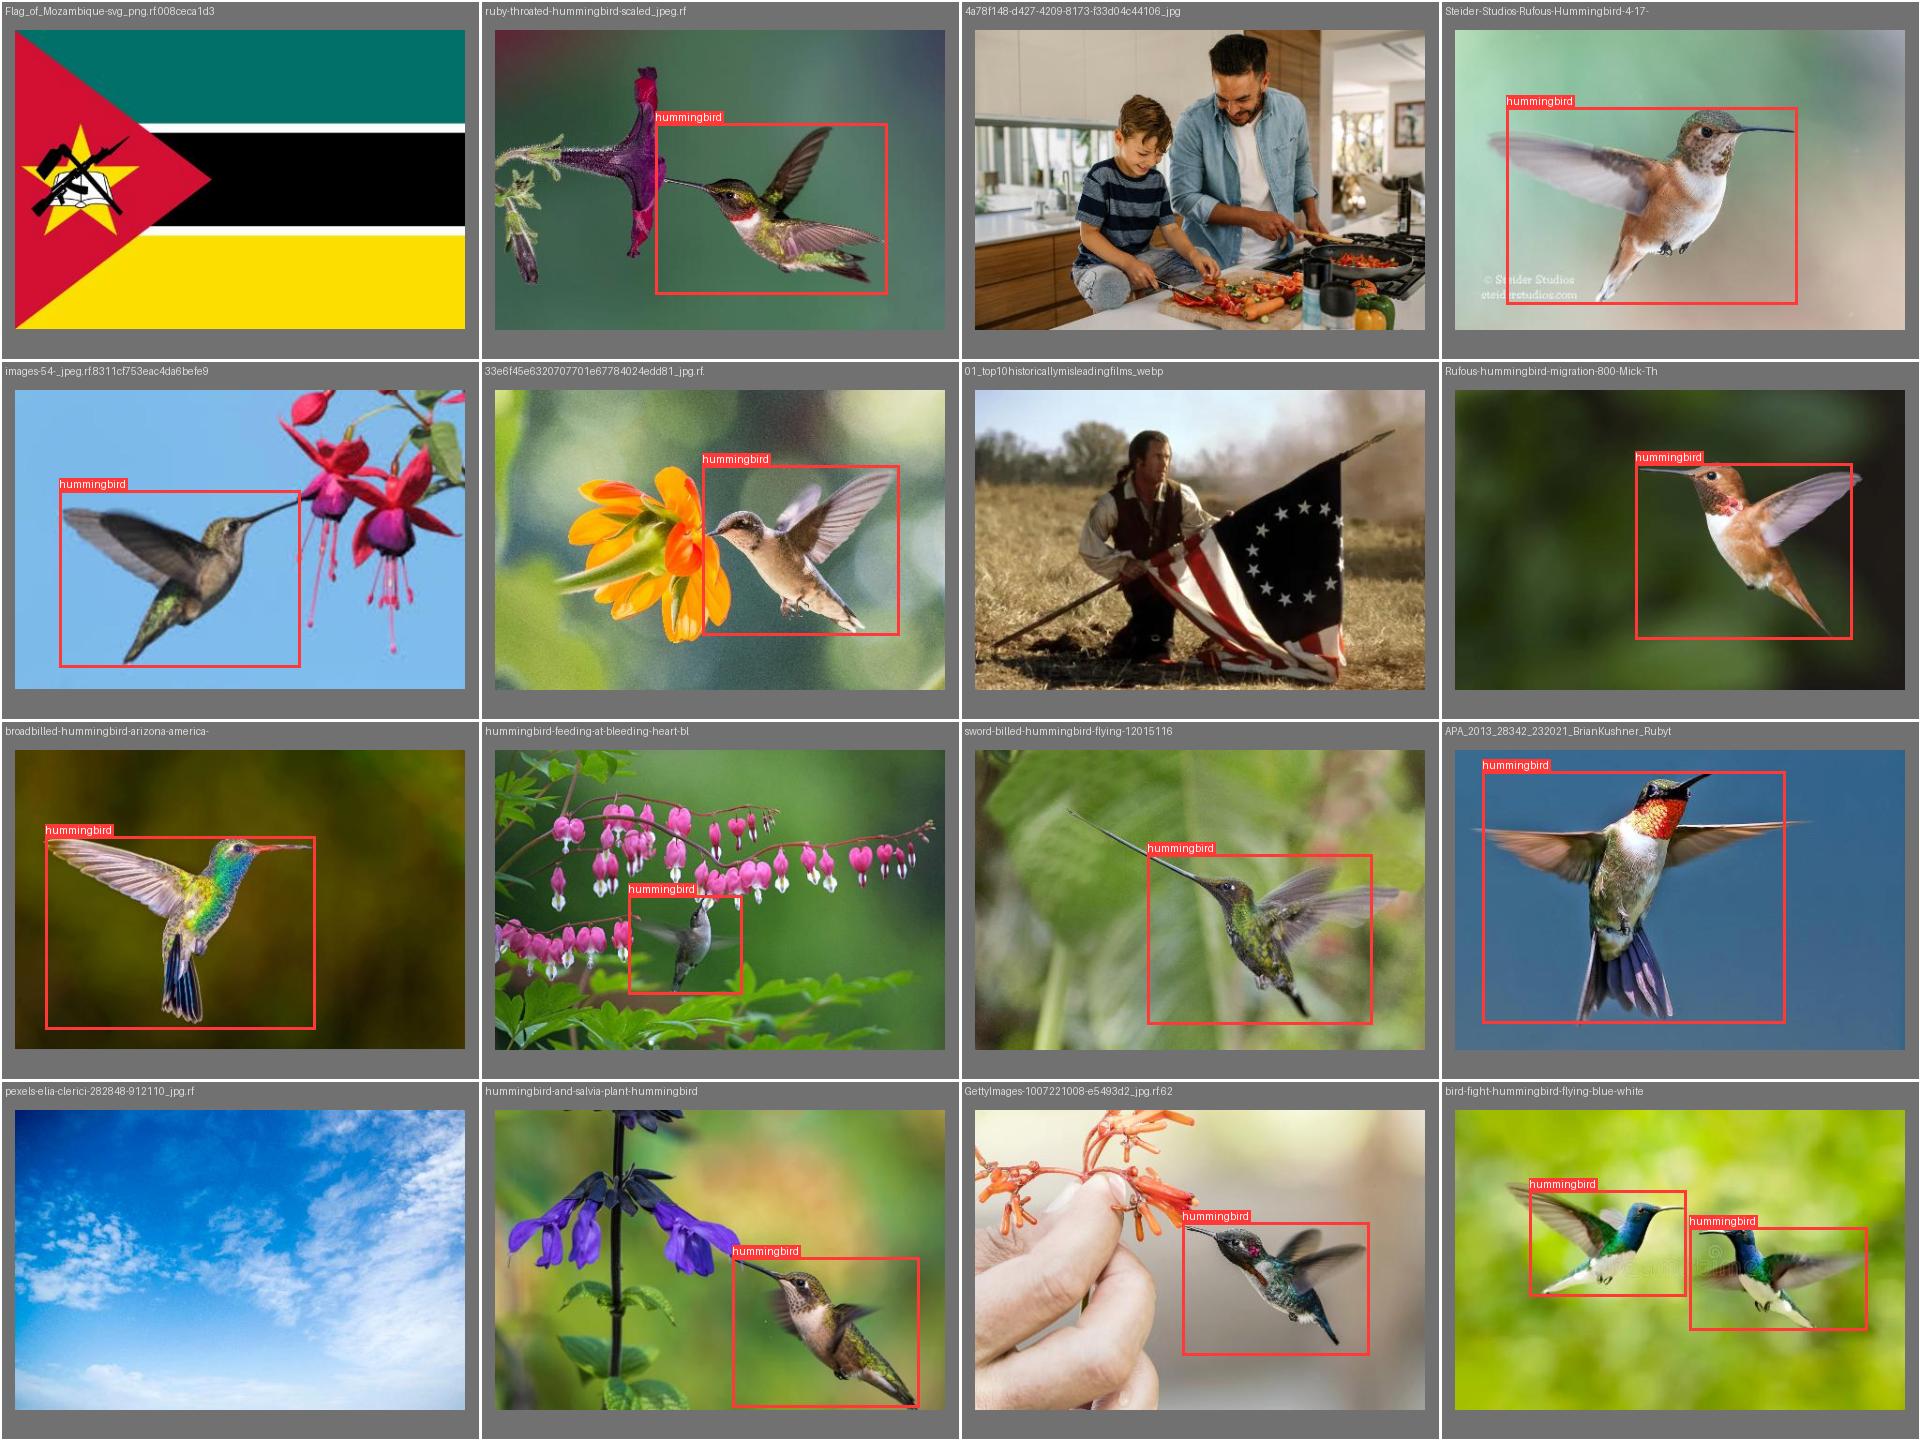 Flag_of_Mozambique-svg_png.rf.008ceca1d3
ruby-throated-hummingbird-scaled_jpeg.rf
4a78f148-d427-4209-8173-f33d04c44106_jpg
Steider-Studios-Rufous-Hummingbird-4-17-
hummingbird
hummingbird
© Steider Studios
steiderstudios.com
images-54-_jpeg.rf.8311cf753eac4da6befe9
33e6f45e6320707701e67784024edd81_jpg.rf.
01_top10historicallymisleadingfilms_webp
Rufous-hummingbird-migration-800-Mick-Th
hummingbird
hummingbird
hummingbird
broadbilled-hummingbird-arizona-america-
hummingbird-feeding-at-bleeding-heart-bl
sword-billed-hummingbird-flying-12015116
APA_2013_28342_232021_BrianKushner_Rubyt
hummingbird
hummingbird
hummingbird
hummingbird
pexels-elia-clerici-282848-912110_jpg.rf
hummingbird-and-salvia-plant-hummingbird
GettyImages-1007221008-e5493d2_jpg.rf.62
bird-fight-hummingbird-flying-blue-white
hummingbird
hummingbird
hummingbird
hummingbird